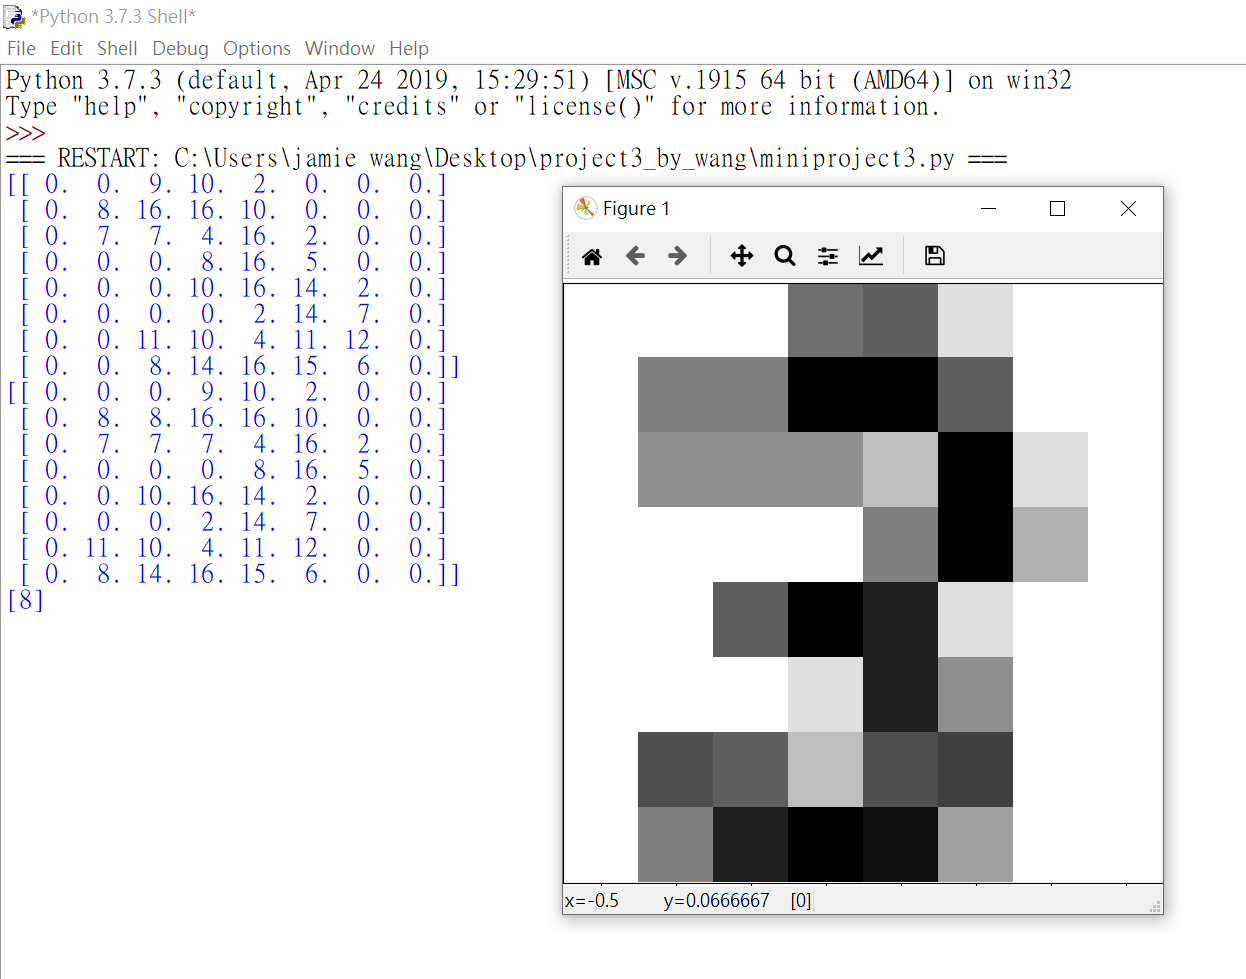 *Python 3.7.3 Shell*
File Edit Shell Debug Options Window Help
Python 3.7.3 (default, Apr 24 2019, 15:29:51) [MSC v.1915 64 bit (AMD64)] on win32
Type "help", "copyright", "credits" or "license()" for more information.
>>>
=== RESTART: C:\Users\jamie wang\Desktop\project3_by_wang\miniproject3.py ===
[[ 0.  0.  9. 10.  2.  0.  0.  0.]
 [ 0.  8. 16. 16. 10.  0.  0.  0.]
 [ 0.  7.  7.  4. 16.  2.  0.  0.]
 [ 0.  0.  0.  8. 16.  5.  0.  0.]
 [ 0.  0.  0. 10. 16. 14.  2.  0.]
 [ 0.  0.  0.  0.  2. 14.  7.  0.]
 [ 0.  0. 11. 10.  4. 11. 12.  0.]
 [ 0.  0.  8. 14. 16. 15.  6.  0.]]
[[ 0.  0.  0.  9. 10.  2.  0.  0.]
 [ 0.  8.  8. 16. 16. 10.  0.  0.]
 [ 0.  7.  7.  7.  4. 16.  2.  0.]
 [ 0.  0.  0.  0.  8. 16.  5.  0.]
 [ 0.  0. 10. 16. 14.  2.  0.  0.]
 [ 0.  0.  0.  2. 14.  7.  0.  0.]
 [ 0. 11. 10.  4. 11. 12.  0.  0.]
 [ 0.  8. 14. 16. 15.  6.  0.  0.]]
[8]
Figure 1
x=-0.5 y=0.0666667 [0]